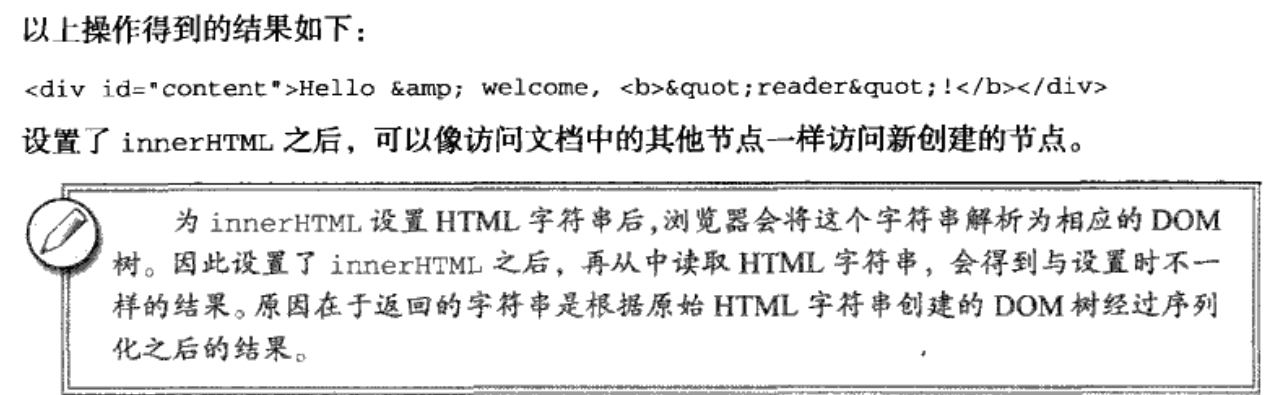 以上操作得到的结果如下：
<div id="content">Hello &amp; welcome, <b>&quot;reader&quot;!</b></div>
设置了 innerHTML 之后，可以像访问文档中的其他节点一样访问新创建的节点。
为 innerHTML 设置 HTML 字符串后，浏览器会将这个字符串解析为相应的 DOM
树。因此设置了 innerHTML 之后，再从中读取 HTML 字符串，会得到与设置时不一
样的结果。原因在于返回的字符串是根据原始 HTML 字符串创建的 DOM 树经过序列
化之后的结果。